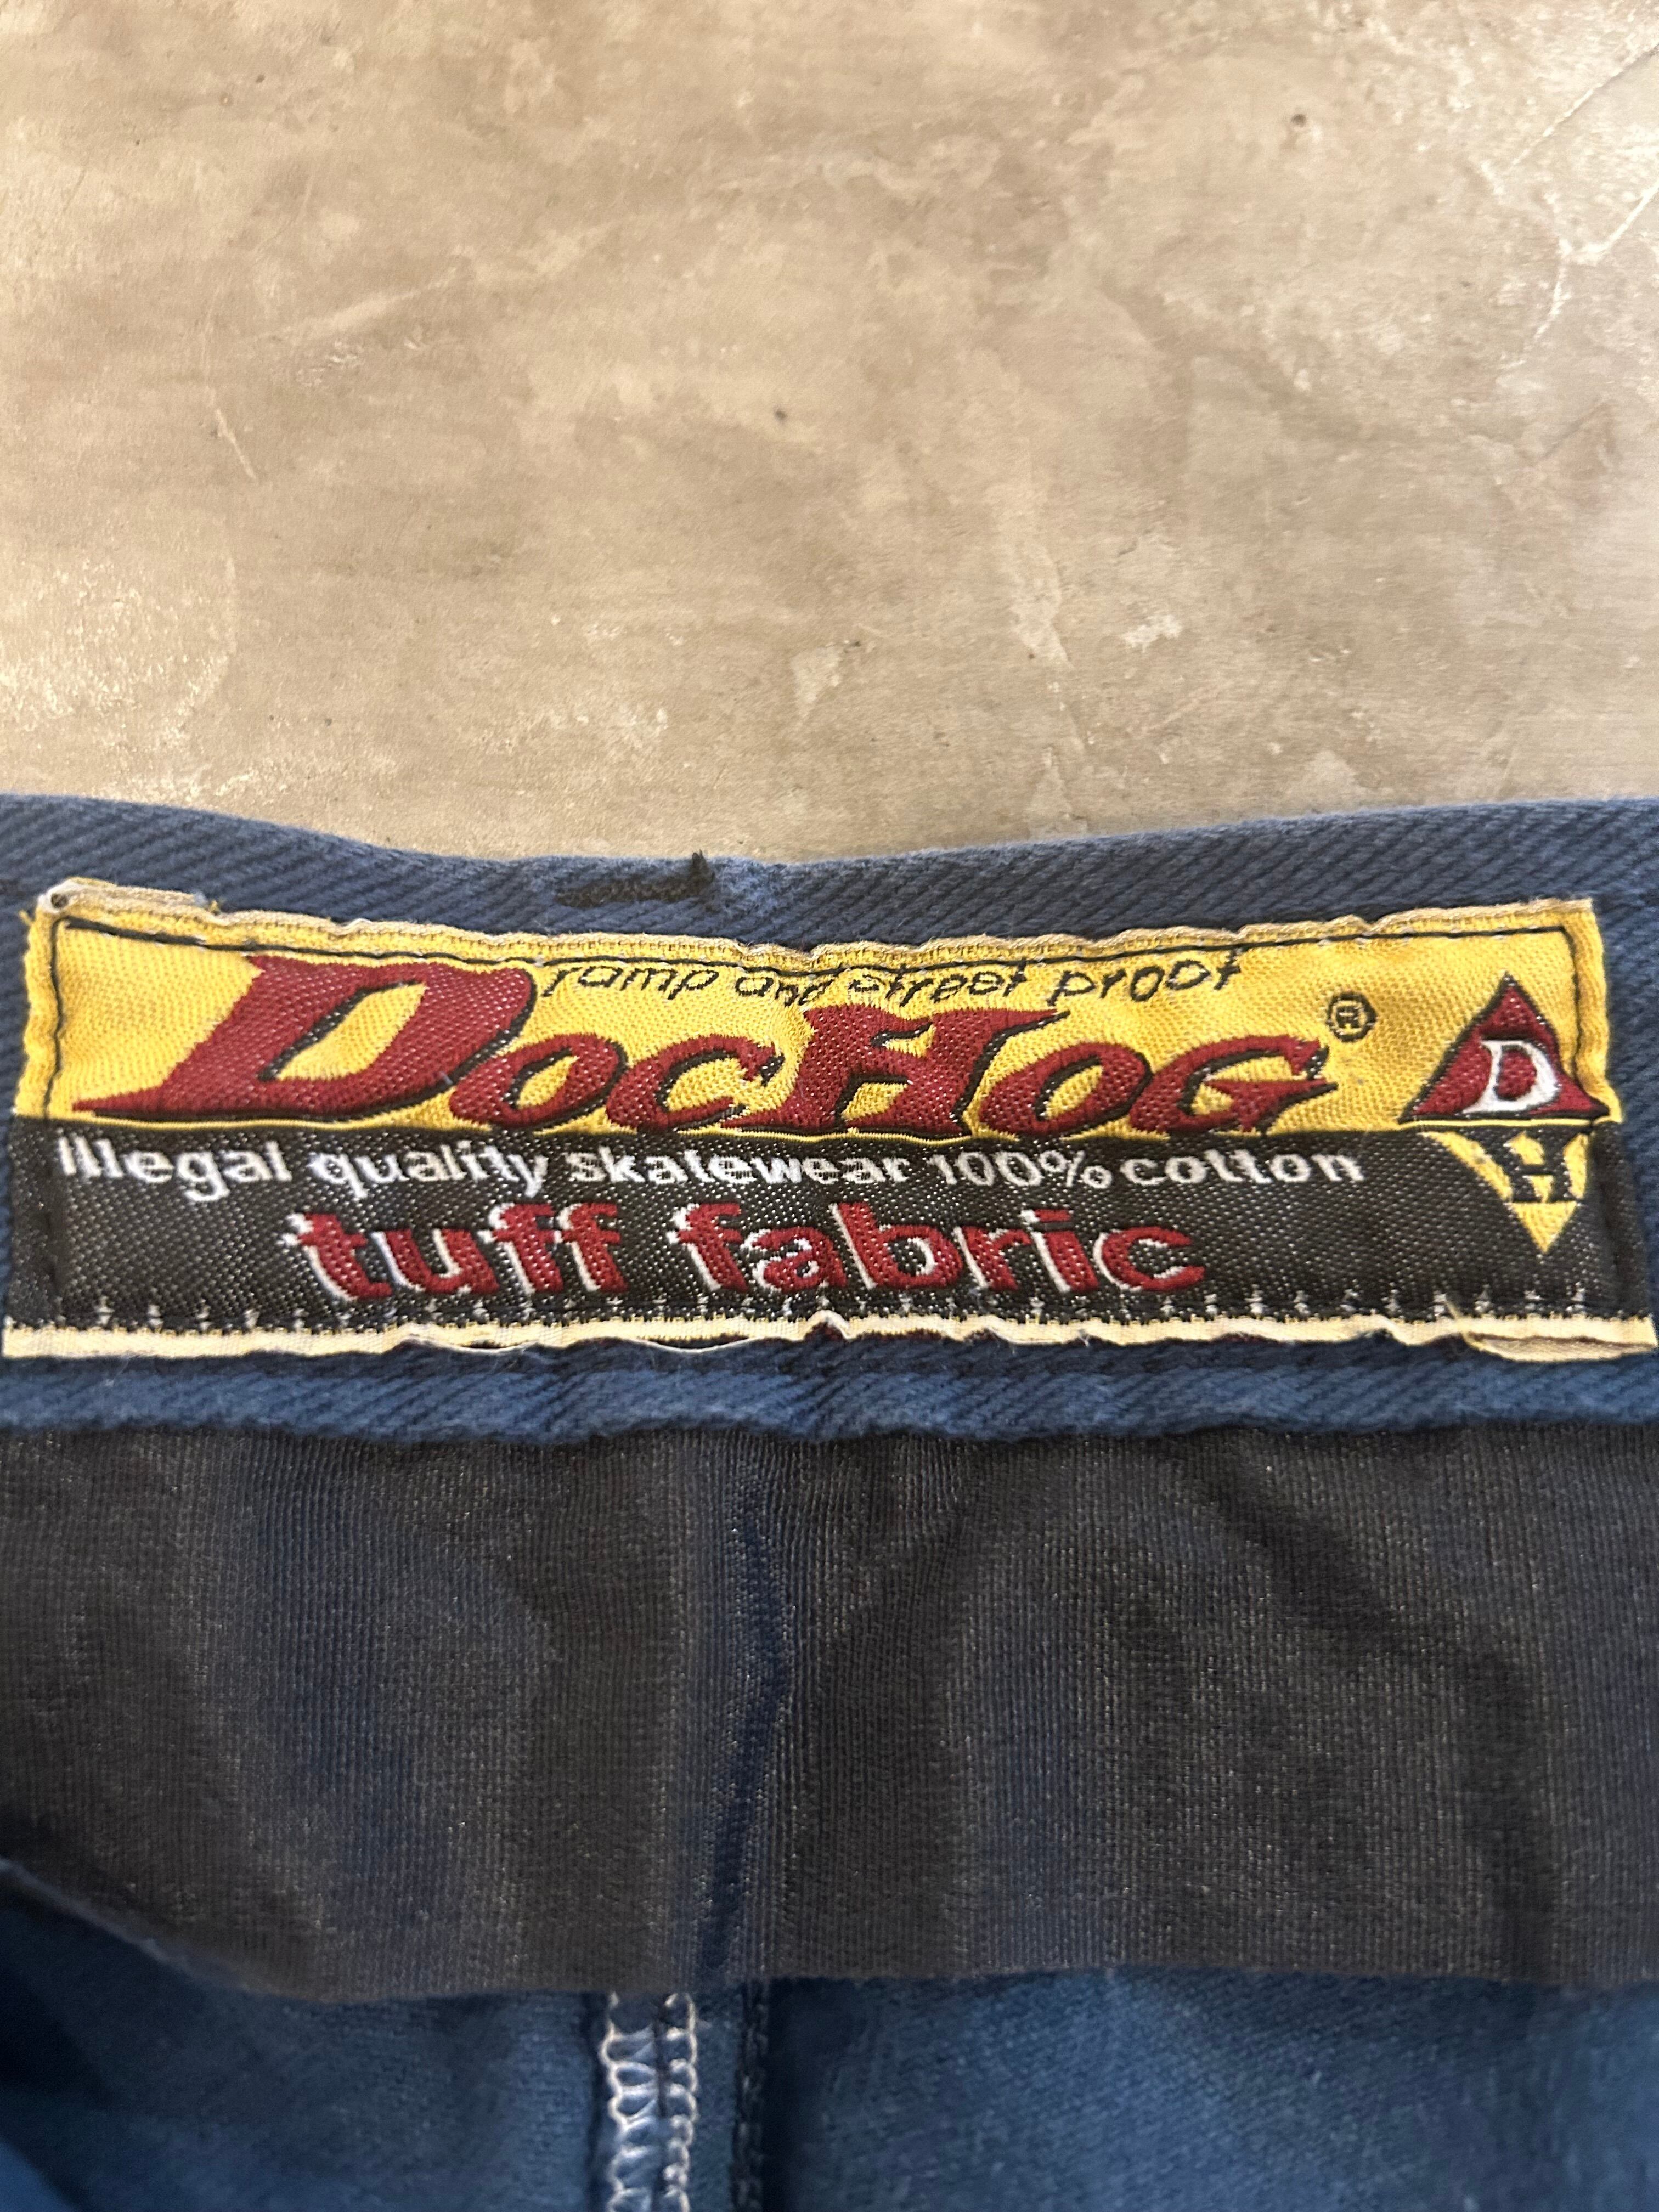 ramp and street proof
DocHog ®
illegal quality skatewear 100% cotton
tuff fabric
D
H